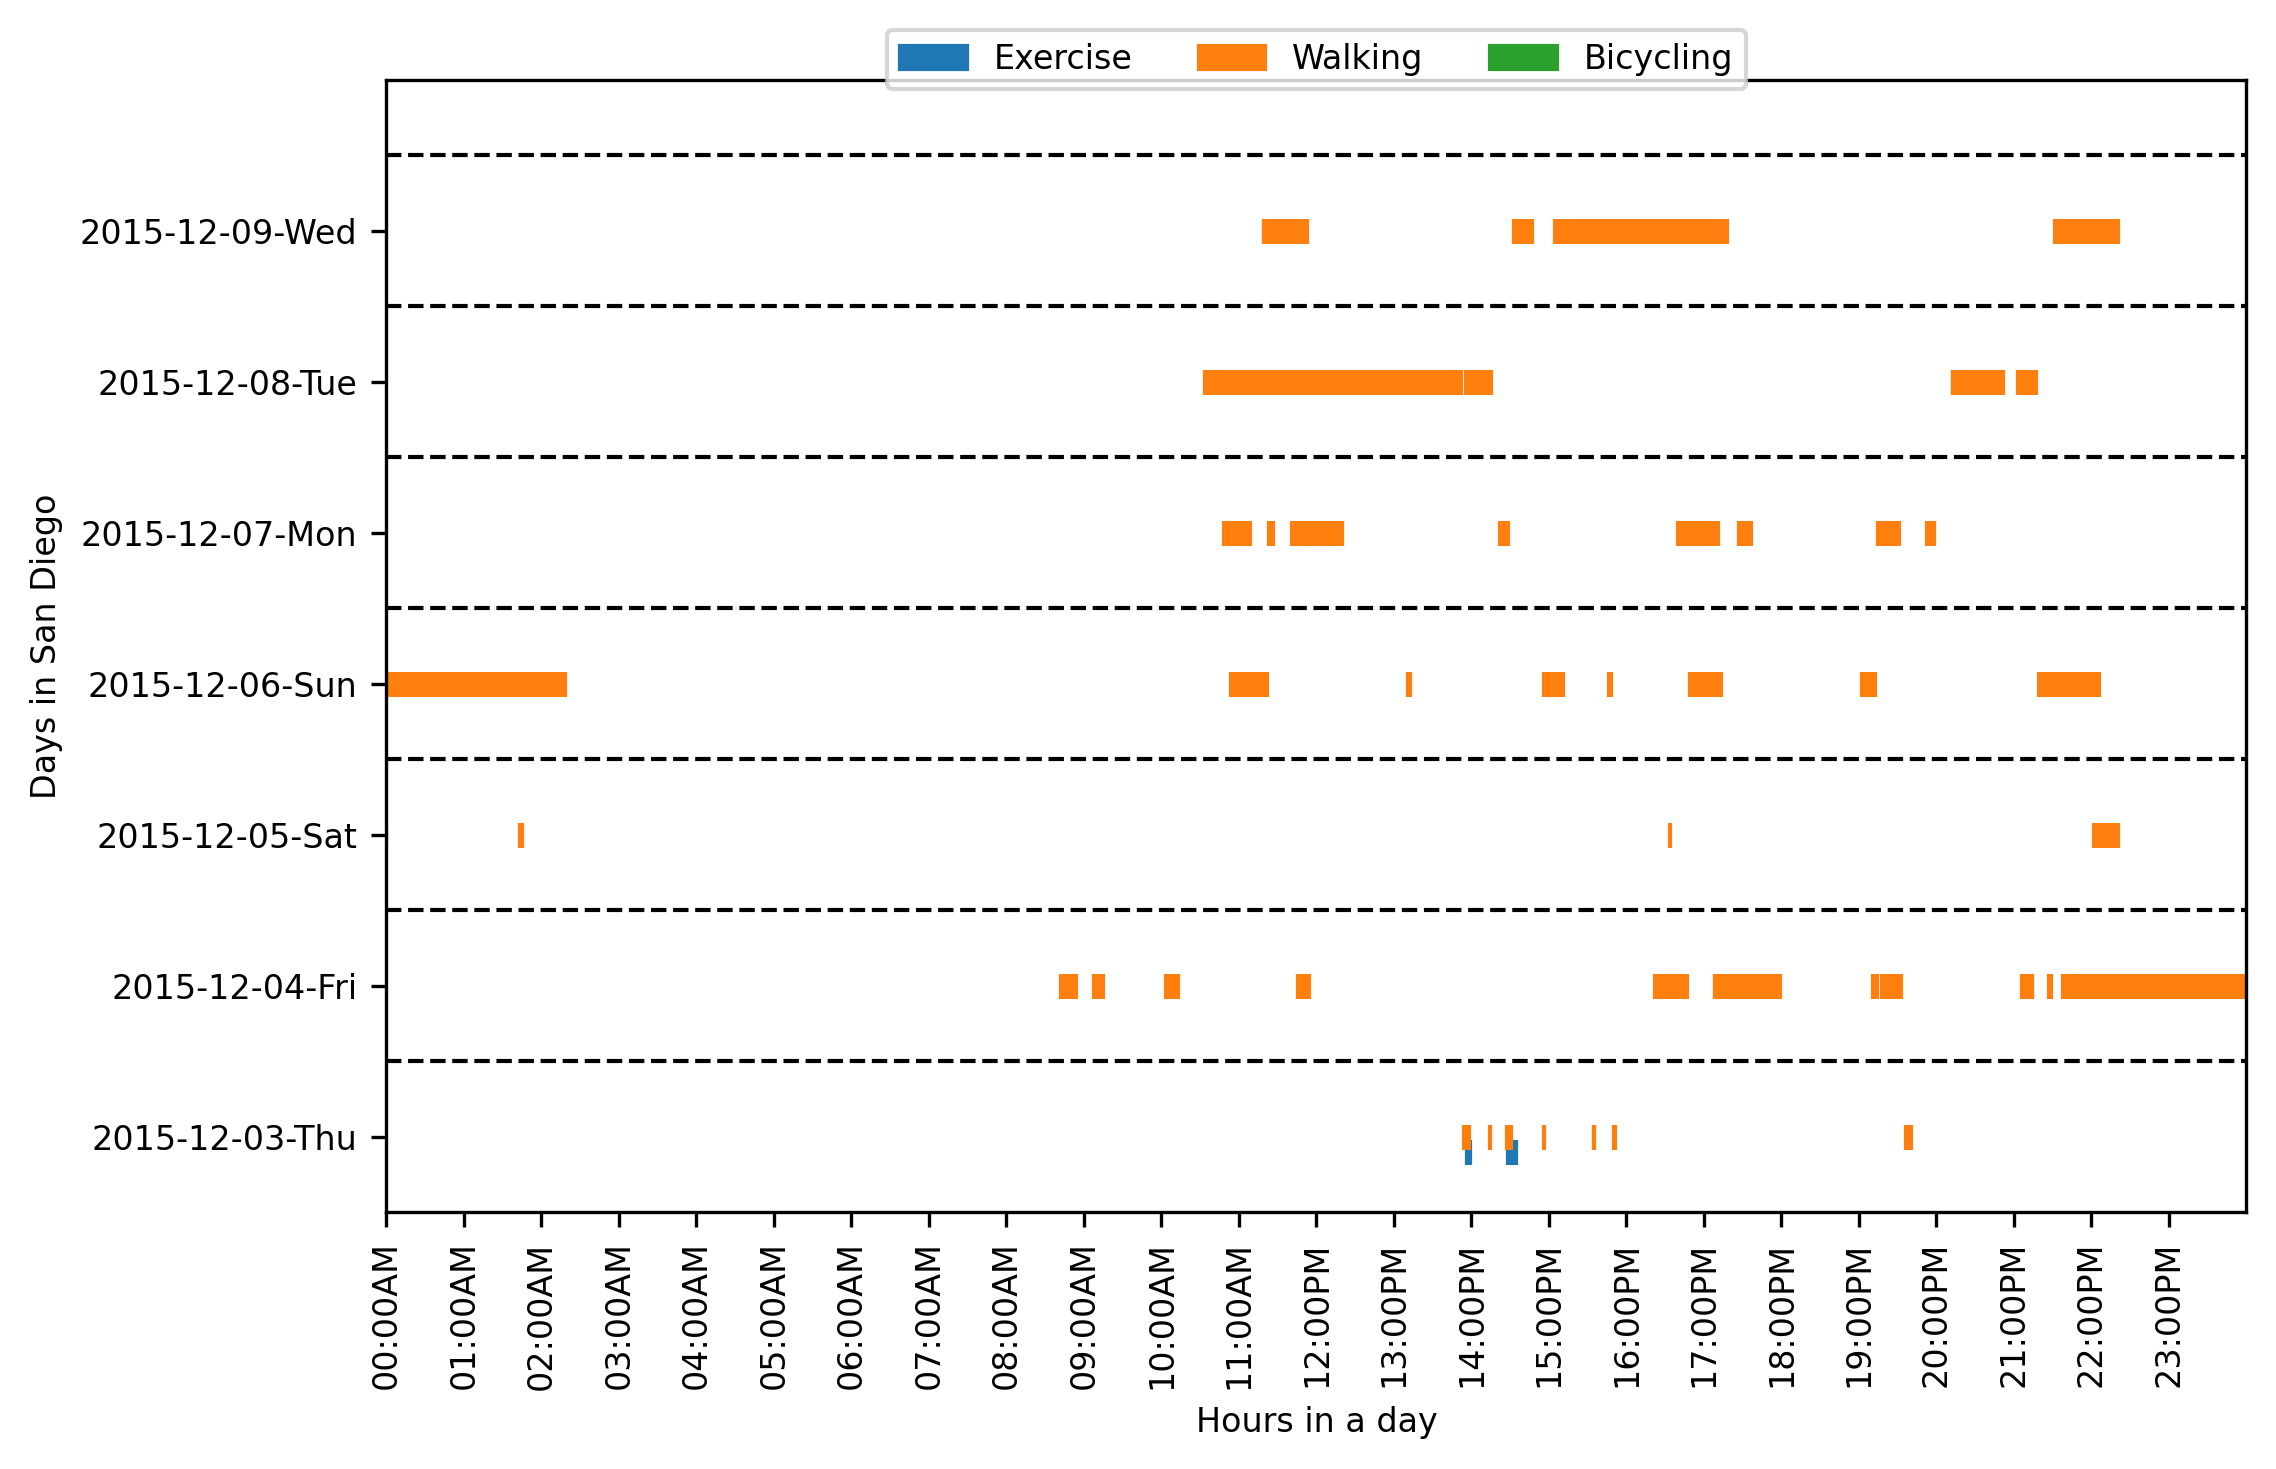 Exercise Walking Bicycling
2015-12-09-Wed
2015-12-08-Tue
2015-12-07-Mon
2015-12-06-Sun
2015-12-05-Sat
2015-12-04-Fri
2015-12-03-Thu
Days in San Diego
00:00AM
01:00AM
02:00AM
03:00AM
04:00AM
05:00AM
06:00AM
07:00AM
08:00AM
09:00AM
10:00AM
11:00AM
12:00PM
13:00PM
14:00PM
15:00PM
16:00PM
17:00PM
18:00PM
19:00PM
20:00PM
21:00PM
22:00PM
23:00PM
Hours in a day